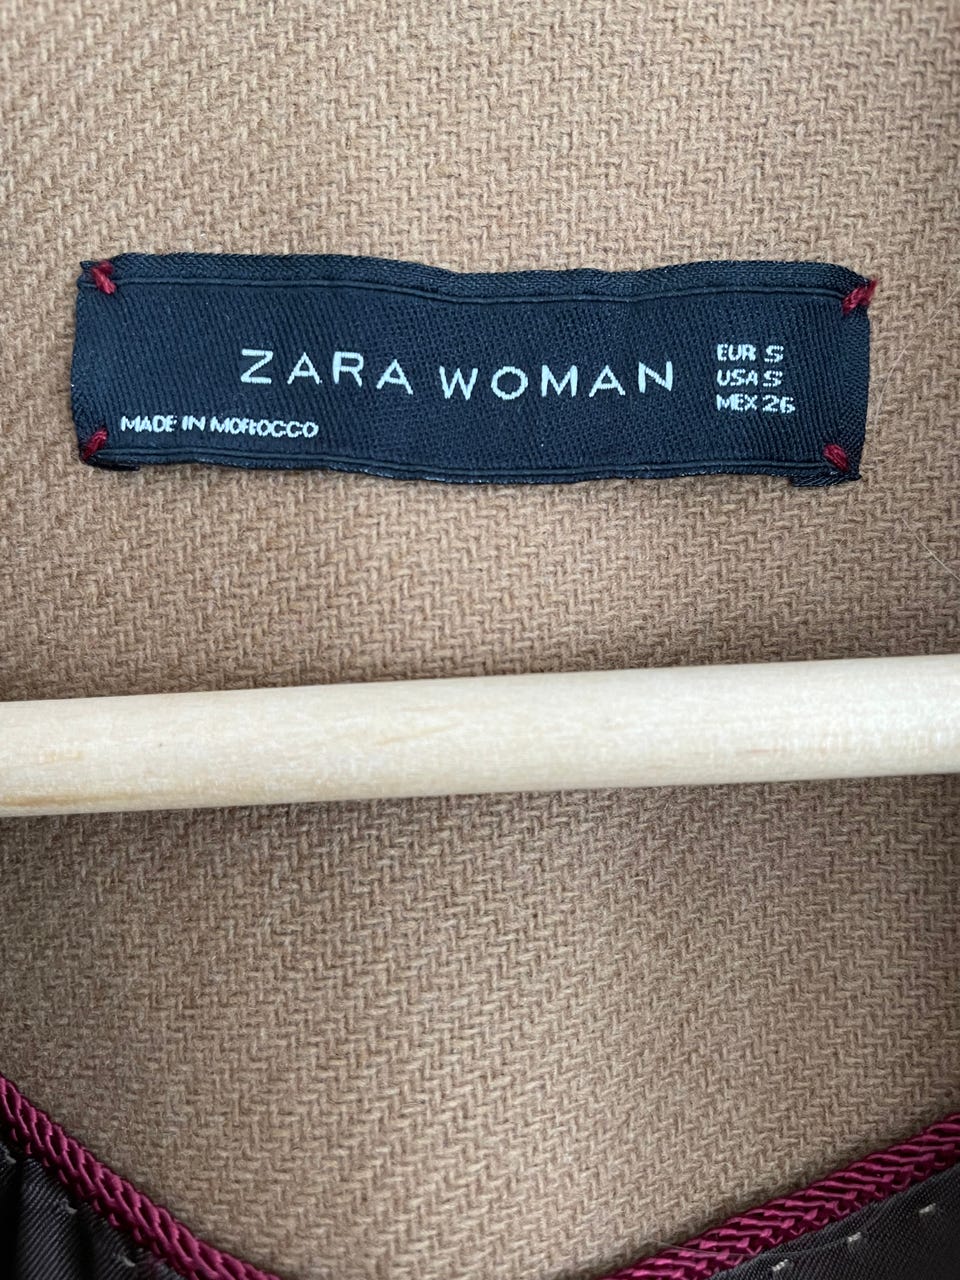 ZARA WOMAN
EUR S
USA S
MEX 26
MADE IN MOROCCO